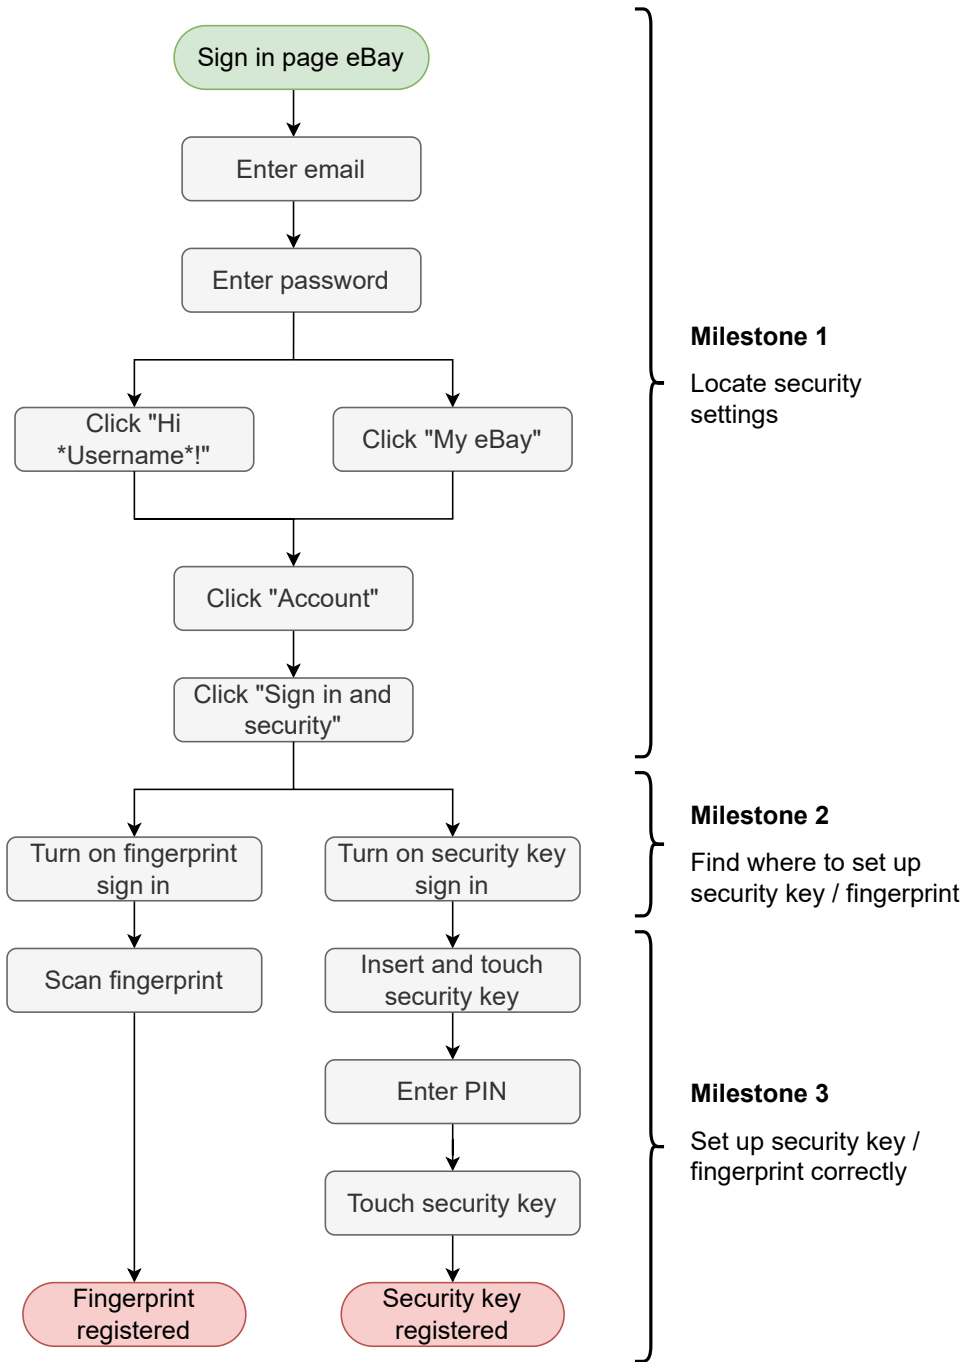 Sign in page eBay
Enter email
Enter password
Click "Hi
*Username*!"
Click "My eBay"
Click "Account"
Click "Sign in and
security"
Milestone 1
Locate security
settings
Turn on fingerprint
sign in
Turn on security key
sign in
Milestone 2
Find where to set up
security key / fingerprint
Scan fingerprint
Insert and touch
security key
Enter PIN
Touch security key
Fingerprint
registered
Security key
registered
Milestone 3
Set up security key /
fingerprint correctly